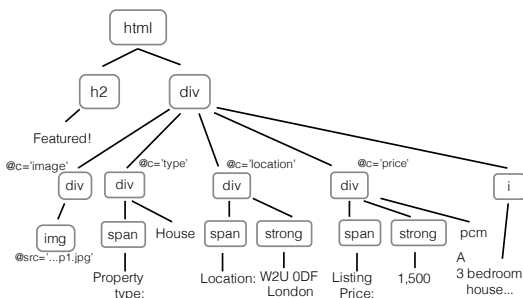 html
h2
div
Featured!
@c='image'
@c='type'
@c='location'
@c='price'
div
div
div
div
i
img
span
House
span
strong
span
strong
pcm
@src='...p1.jpg'
Property
type:
Location:
W2U 0DF
London
Listing
Price:
1,500
A
3 bedroom
house...